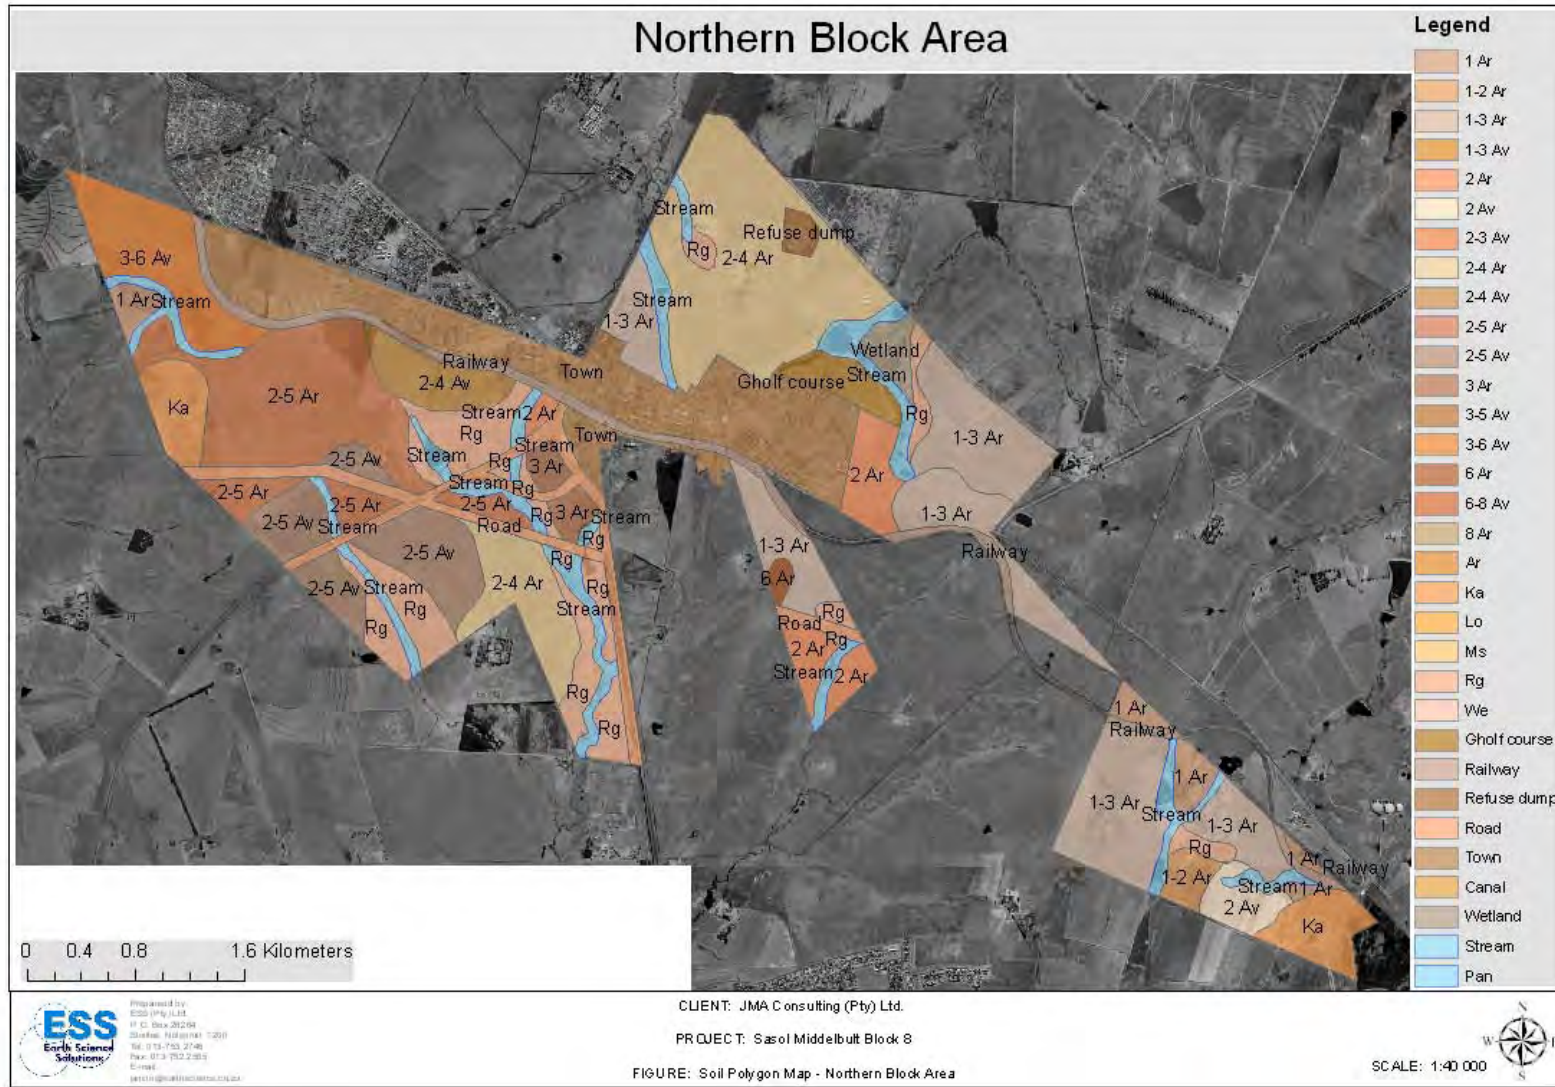 Northern Block Area
Legend
1 Ar
1-2 Ar
1-3 Ar
1-3 Av
2 Ar
2 Av
2-3 Av
2-4 Ar
2-4 Av
2-5 Ar
2-5 Av
3 Ar
3-5 Av
3-6 Av
6 Ar
6-8 Av
8 Ar
Ar
Ka
Lo
Ms
Rg
We
Gholf course
Railway
Refuse dump
Road
Town
Canal
Wetland
Stream
Pan
Stream
Refuse dump
Rg
2-4 Ar
3-6 Av
1 Ar
Stream
Stream
1-3 Ar
Wetland
Railway
Town
Gholf course
Stream
2-4 Av
2-5 Ar
Ka
Stream
2 Ar
Rg
Rg
1-3 Ar
Town
Stream
Stream
2-5 Av
Rg
3 Ar
2 Ar
Stream
Rg
2-5 Ar
2-5 Ar
2-5 Ar
3 Ar
Rg
Stream
1-3 Ar
2-5 Av
Stream
Road
Rg
2-5 Av
Rg
1-3 Ar
Railway
6 Ar
2-5 Av
Stream
2-4 Ar
Rg
Rg
Stream
Rg
Rg
Road
Rg
2 Ar
Stream
2 Ar
Rg
Rg
1 Ar
Railway
1 Ar
1-3 Ar
Stream
1-3 Ar
Rg
1 Ar
Railway
1-2 Ar
Stream
1 Ar
2 Av
Ka
0 0.4 0.8 1.6 Kilometers
ESS
Earth Science
Solutions
Prepared by:
ESS (Pty) Ltd.
CLIENT: JMA Consulting (Pty) Ltd.
PROJECT: Sasol Middelbult Block 8
FIGURE: Soil Polygon Map - Northern Block Area
SCALE: 1:40 000
N
W
E
S